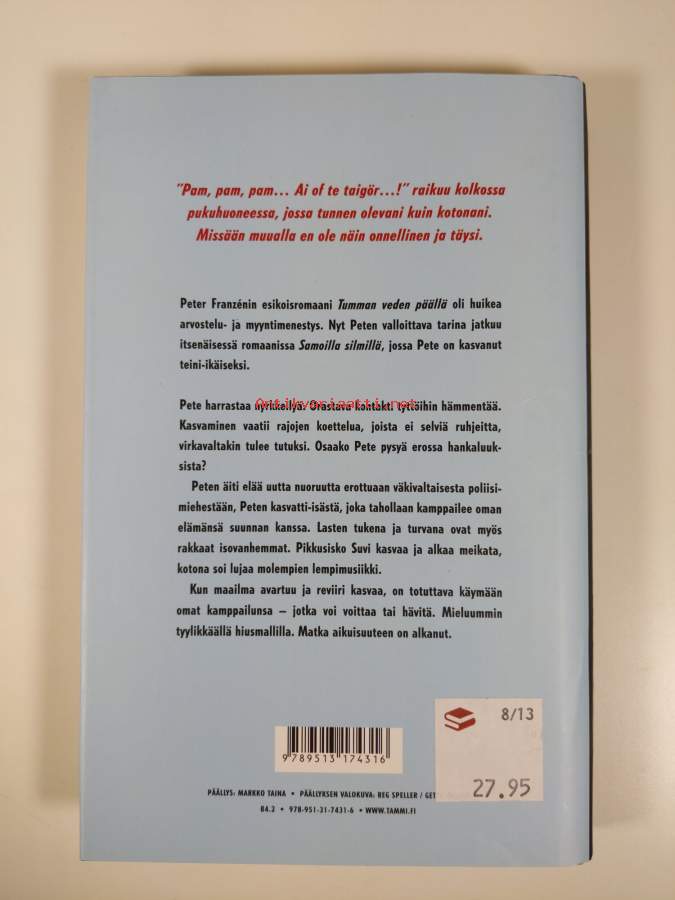 "Pam, pam, pam... Ai of te taigör...!" raikuu kolkossa
pukuhuoneessa, jossa tunnen olevani kuin kotonani.
Missään muualla en ole näin onnellinen ja täysi.
Peter Franzénin esikoisromaani Tumman veden päällä oli huikea
arvostelu- ja myyntimenestys. Nyt Peten valloittava tarina jatkuu
itsenäisessä romaanissa Samoilla silmillä, jossa Pete on kasvanut
teini-ikäiseksi.
Antikvariaatti.net
Pete harrastaa nyrkkeilyä. Orastava kontakti tyttöihin hämmentää.
Kasvaminen vaatii rajojen koettelua, joista ei selviä ruhjeitta,
virkavaltakin tulee tutuksi. Osaako Pete pysyä erossa hankaluuk-
sista?
Peten äiti elää uutta nuoruutta erottuaan väkivaltaisesta poliisi-
miehestään, Peten kasvatti-isästä, joka tahollaan kamppailee oman
elämänsä suunnan kanssa. Lasten tukena ja turvana ovat myös
rakkaat isovanhemmat. Pikkusisko Suvi kasvaa ja alkaa meikata,
kotona soi lujaa molempien lempimusiikki.
Kun maailma avartuu ja reviiri kasvaa, on totuttava käymään
omat kamppailunsa – jotka voi voittaa tai hävitä. Mieluummin
tyylikkäällä hiusmallilla. Matka aikuisuuteen on alkanut.
8/13
27.95
9789513174316
PÄÄLLYS: MARKKO TAINA • PÄÄLLYKSEN VALOKUVA: REG SPELLER / GET
84.2 • 978-951-31-7431-6 • WWW.TAMMI.FI